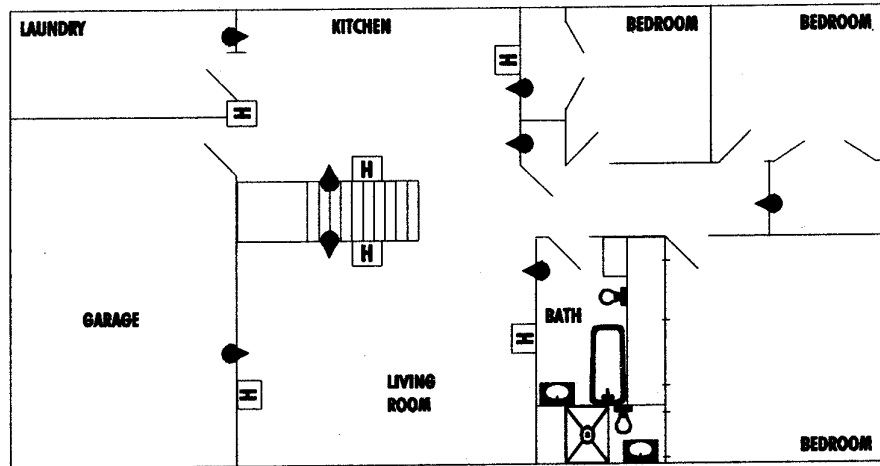 LAUNDRY
KITCHEN
BEDROOM
BEDROOM
H
H
H
H
GARAGE
BATH
H
LIVING
ROOM
H
BEDROOM